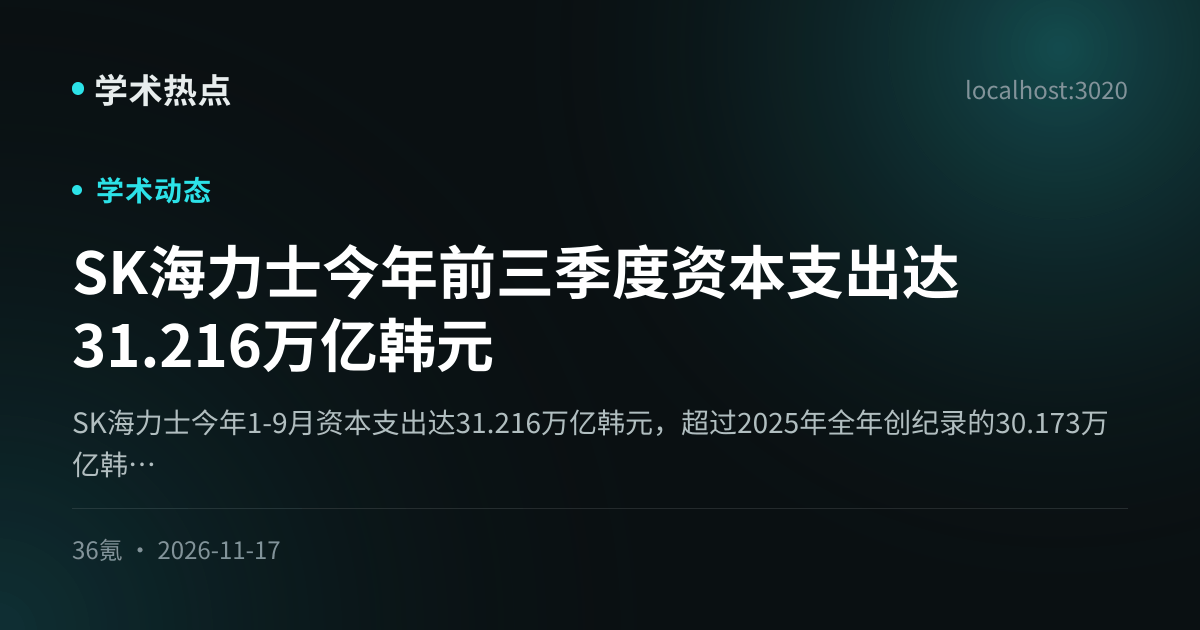 学术热点
localhost:3020
学术动态
SK海力士今年前三季度资本支出达
31.216万亿韩元
SK海力士今年1-9月资本支出达31.216万亿韩元，超过2025年全年创纪录的30.173万
亿韩…
36氪 · 2026-11-17